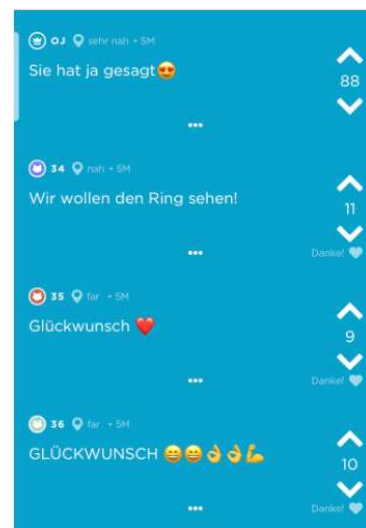 OJ sehr nah • 5M
Sie hat ja gesagt😍
88
34 nah • 5M
Wir wollen den Ring sehen!
11
Danke!
35 far • 5M
Glückwunsch ❤️
9
Danke!
36 far • 5M
GLÜCKWUNSCH 😄😄👌👌💪
10
Danke!